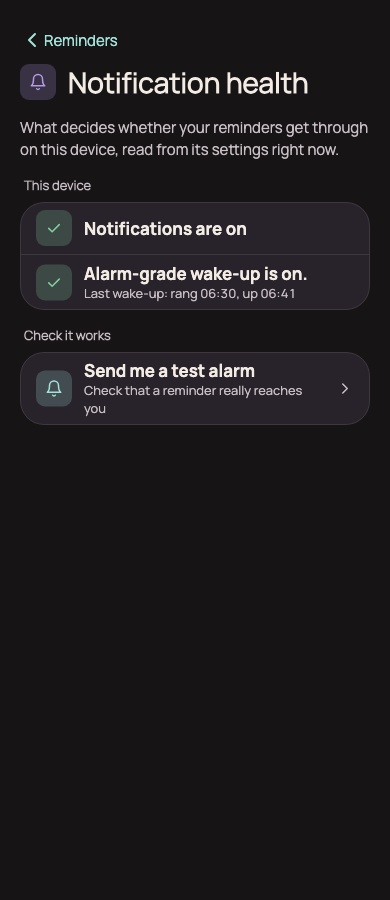 Reminders
Notification health
What decides whether your reminders get through
on this device, read from its settings right now.
This device
Notifications are on
Alarm-grade wake-up is on.
Last wake-up: rang 06:30, up 06:41
Check it works
Send me a test alarm
Check that a reminder really reaches
you